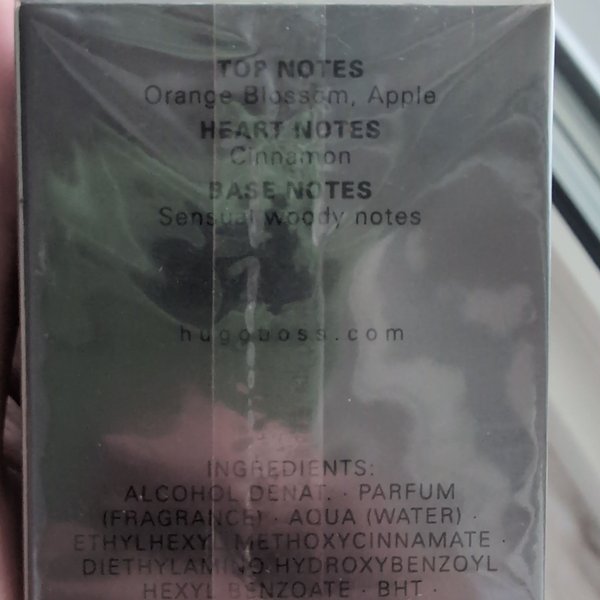 TOP NOTES
Orange Blossom, Apple
HEART NOTES
Cinnamon
BASE NOTES
Sensual woody notes
hugoboss.com
INGREDIENTS:
ALCOHOL DENAT. · PARFUM
(FRAGRANCE) · AQUA (WATER) ·
ETHYLHEXYL METHOXYCINNAMATE ·
DIETHYLAMINO HYDROXYBENZOYL
HEXYL BENZOATE · BHT ·